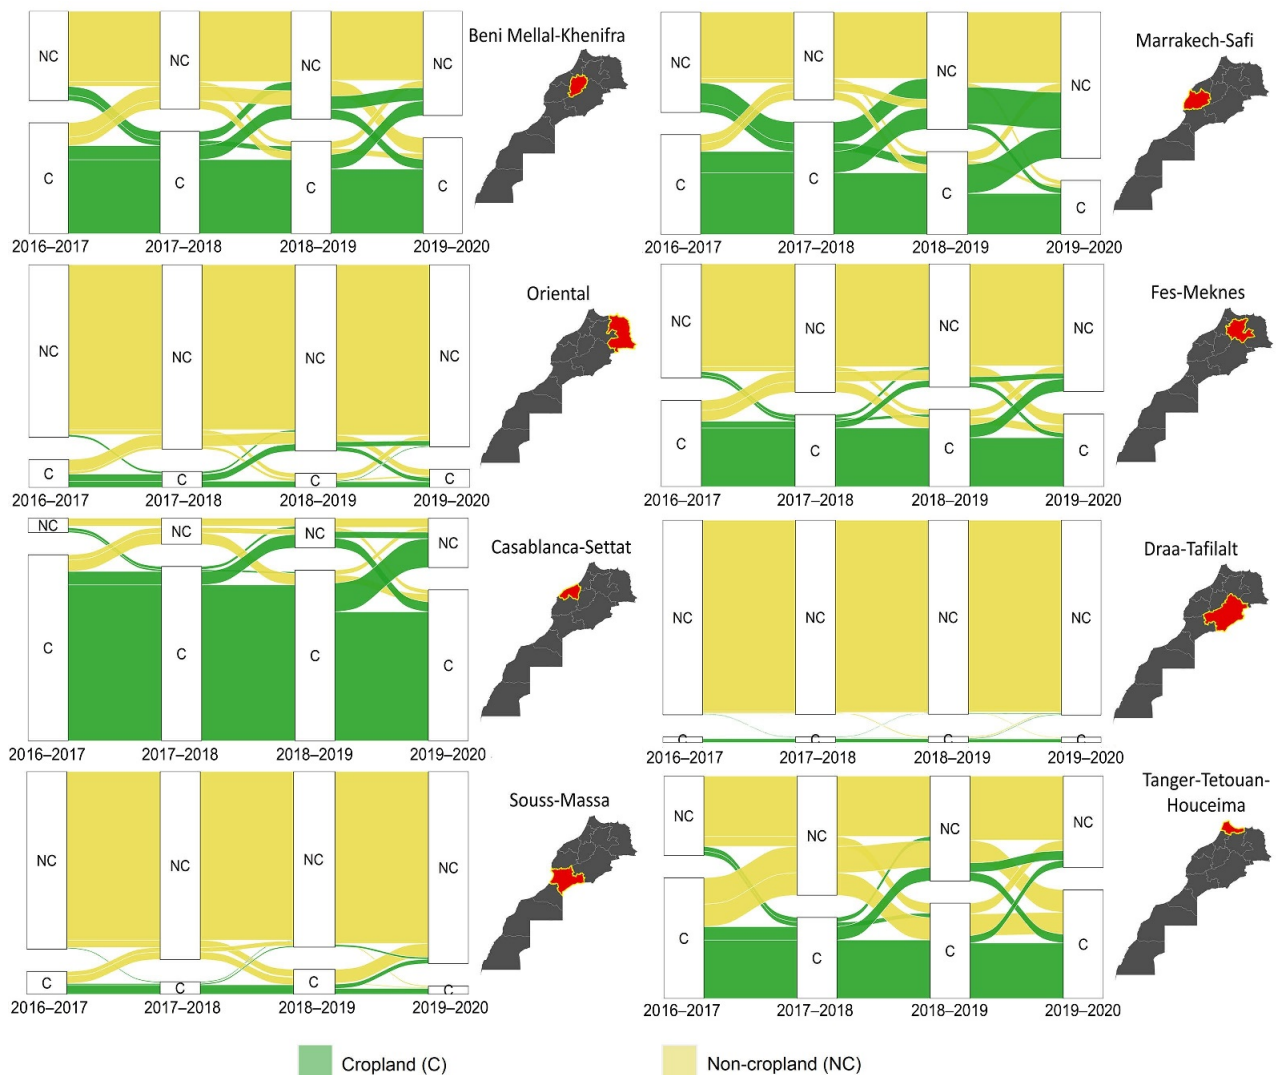 Beni Mellal-Khenifra
NC NC NC NC
C C C C
2016–2017 2017–2018 2018–2019 2019–2020
Marrakech-Safi
NC NC NC NC
C C C C
2016–2017 2017–2018 2018–2019 2019–2020
Oriental
NC NC NC NC
C C C C
2016–2017 2017–2018 2018–2019 2019–2020
Fes-Meknes
NC NC NC NC
C C C C
2016–2017 2017–2018 2018–2019 2019–2020
Casablanca-Settat
NC NC NC NC
C C C C
2016–2017 2017–2018 2018–2019 2019–2020
Draa-Tafilalt
NC NC NC NC
C C C C
2016–2017 2017–2018 2018–2019 2019–2020
Souss-Massa
NC NC NC NC
C C C C
2016–2017 2017–2018 2018–2019 2019–2020
Tanger-Tetouan-
Houceima
NC NC NC NC
C C C C
2016–2017 2017–2018 2018–2019 2019–2020
Cropland (C)
Non-cropland (NC)